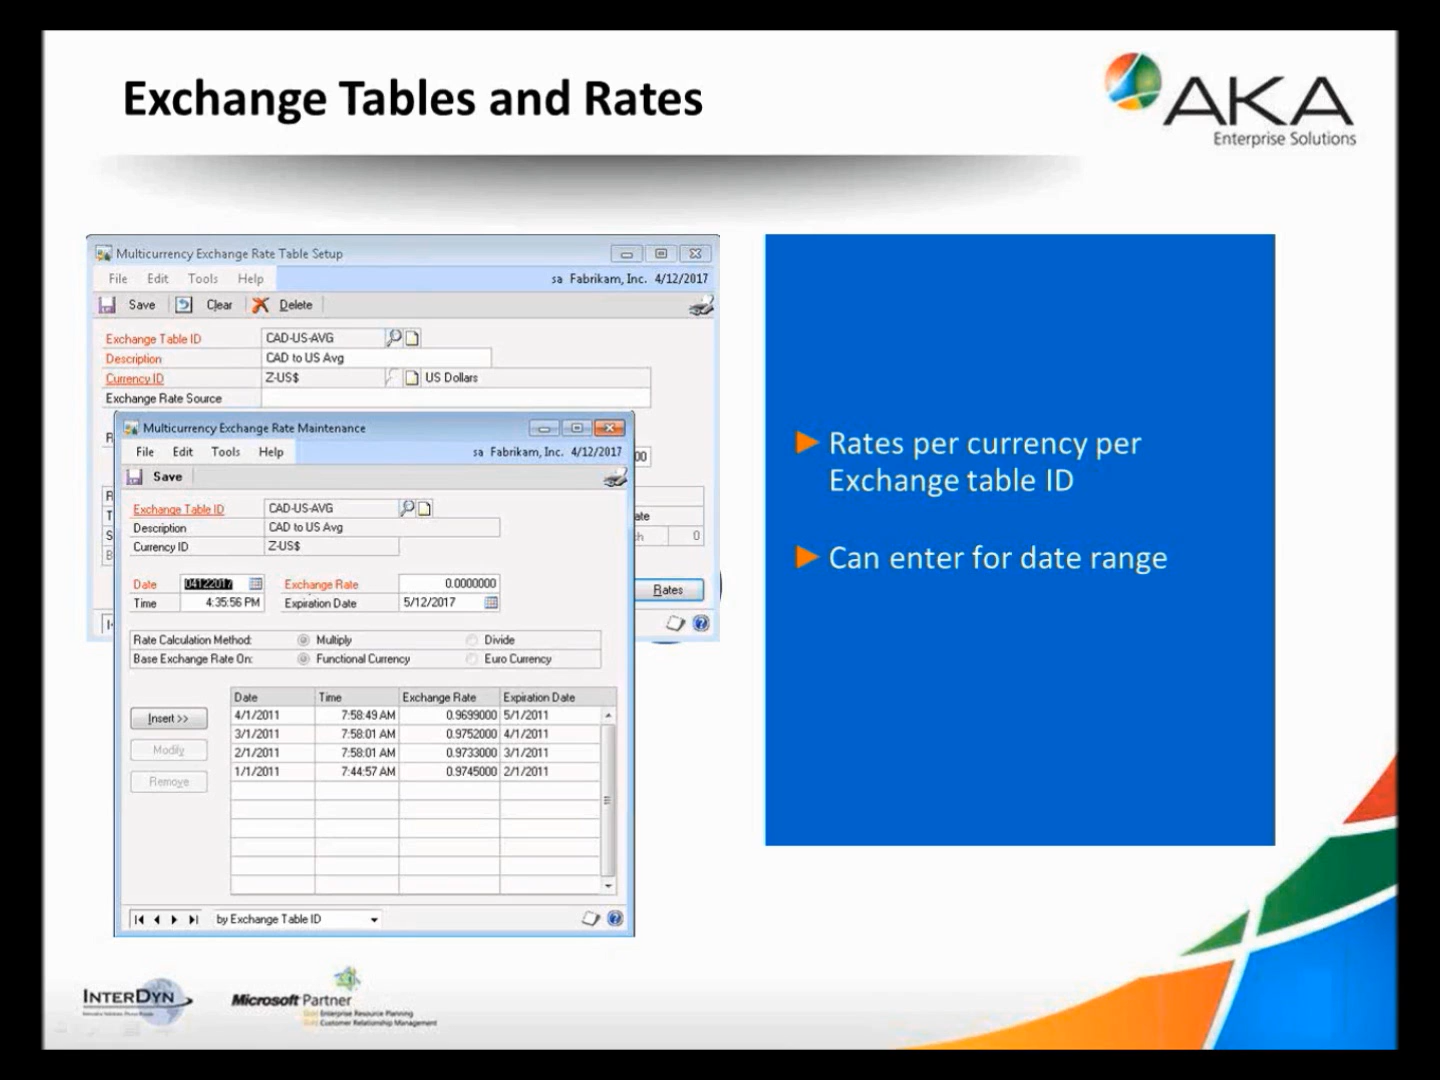 Exchange Tables and Rates
AKA
Enterprise Solutions
Multicurrency Exchange Rate Table Setup
File Edit Tools Help
sa Fabrikam, Inc. 4/12/2017
Save Clear Delete
Exchange Table ID CAD-US-AVG
Description CAD to US Avg
Currency ID Z-US$ US Dollars
Exchange Rate Source
Rates
Multicurrency Exchange Rate Maintenance
File Edit Tools Help
sa Fabrikam, Inc. 4/12/2017
Save
Exchange Table ID CAD-US-AVG
Description CAD to US Avg
Currency ID Z-US$
Date 04122017 Exchange Rate 0.0000000
Time 4:35:56 PM Expiration Date 5/12/2017
Rate Calculation Method: Multiply Divide
Base Exchange Rate On: Functional Currency Euro Currency
Date Time Exchange Rate Expiration Date
Insert >> 4/1/2011 7:58:49 AM 0.9699000 5/1/2011
3/1/2011 7:58:01 AM 0.9752000 4/1/2011
Modify 2/1/2011 7:58:01 AM 0.9733000 3/1/2011
Remove 1/1/2011 7:44:57 AM 0.9745000 2/1/2011
by Exchange Table ID
Rates per currency per
Exchange table ID
Can enter for date range
INTERDYN
Microsoft Partner
Gold Enterprise Resource Planning
Gold Customer Relationship Management